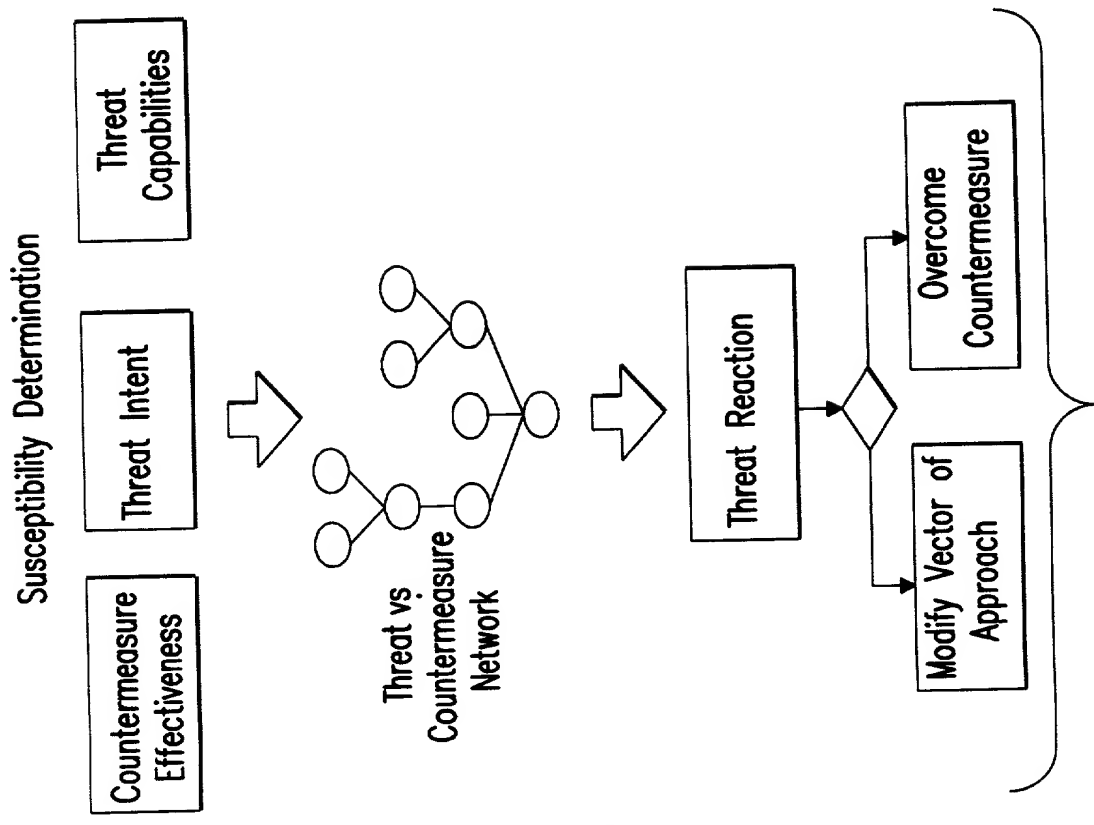 Susceptibility Determination
Countermeasure
Effectiveness
Threat Intent
Threat
Capabilities
Threat vs
Countermeasure
Network
Threat Reaction
Modify Vector of
Approach
Overcome
Countermeasure